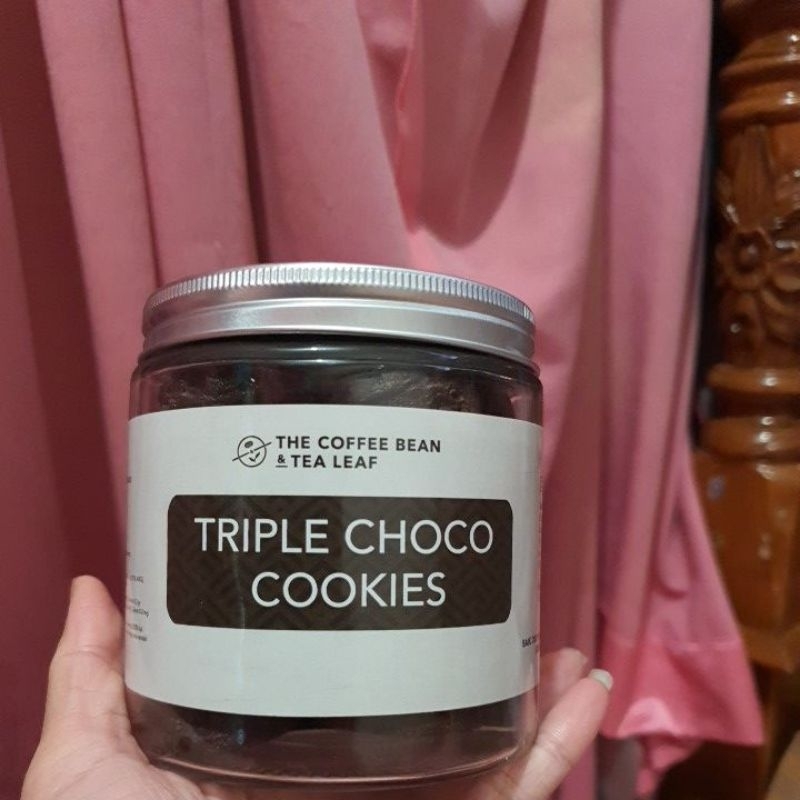 THE COFFEE BEAN
& TEA LEAF
TRIPLE CHOCO
COOKIES